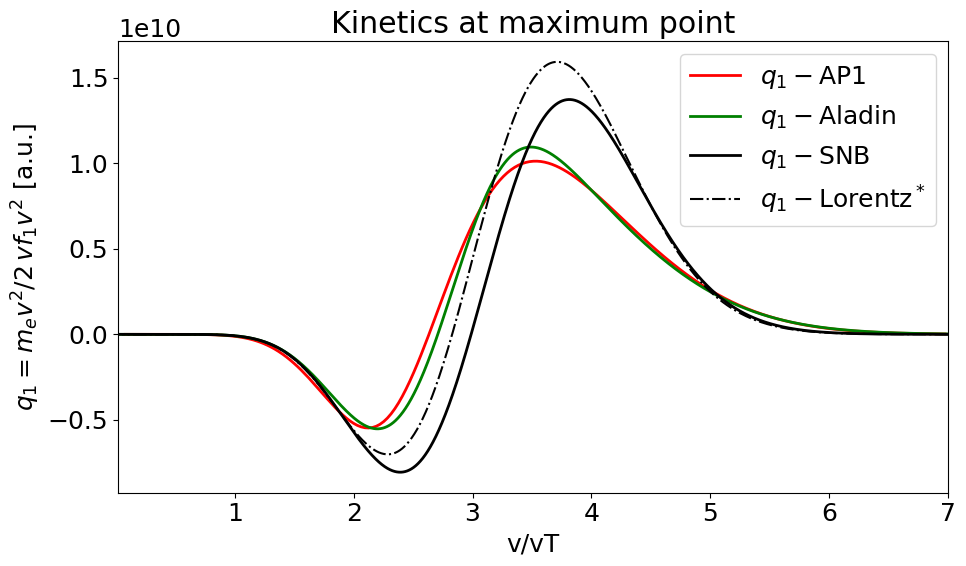 Kinetics at maximum point
1e10
1.5
1.0
0.5
0.0
−0.5
q₁ = mₑv²/2 vf₁v² [a.u.]
q₁ − AP1
q₁ − Aladin
q₁ − SNB
q₁ − Lorentz*
1 2 3 4 5 6 7
v/vT